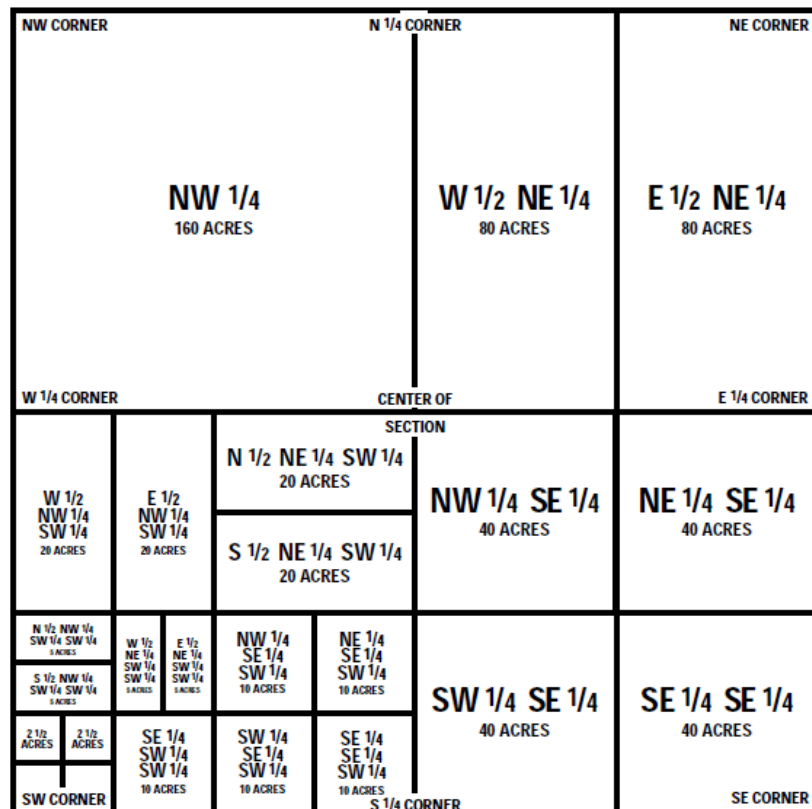 NW CORNER
N 1/4 CORNER
NE CORNER
NW 1/4
160 ACRES
W 1/2 NE 1/4
80 ACRES
E 1/2 NE 1/4
80 ACRES
W 1/4 CORNER
CENTER OF
SECTION
E 1/4 CORNER
W 1/2
NW 1/4
SW 1/4
20 ACRES
E 1/2
NW 1/4
SW 1/4
20 ACRES
N 1/2 NE 1/4 SW 1/4
20 ACRES
S 1/2 NE 1/4 SW 1/4
20 ACRES
NW 1/4 SE 1/4
40 ACRES
NE 1/4 SE 1/4
40 ACRES
N 1/2 NW 1/4
SW 1/4 SW 1/4
5 ACRES
S 1/2 NW 1/4
SW 1/4 SW 1/4
5 ACRES
W 1/2
NE 1/4
SW 1/4
SW 1/4
5 ACRES
E 1/2
NE 1/4
SW 1/4
SW 1/4
5 ACRES
NW 1/4
SE 1/4
SW 1/4
10 ACRES
NE 1/4
SE 1/4
SW 1/4
10 ACRES
SW 1/4 SE 1/4
40 ACRES
SE 1/4 SE 1/4
40 ACRES
2 1/2
ACRES
2 1/2
ACRES
SE 1/4
SW 1/4
SW 1/4
10 ACRES
SW 1/4
SE 1/4
SW 1/4
10 ACRES
SE 1/4
SE 1/4
SW 1/4
10 ACRES
SW CORNER
S 1/4 CORNER
SE CORNER